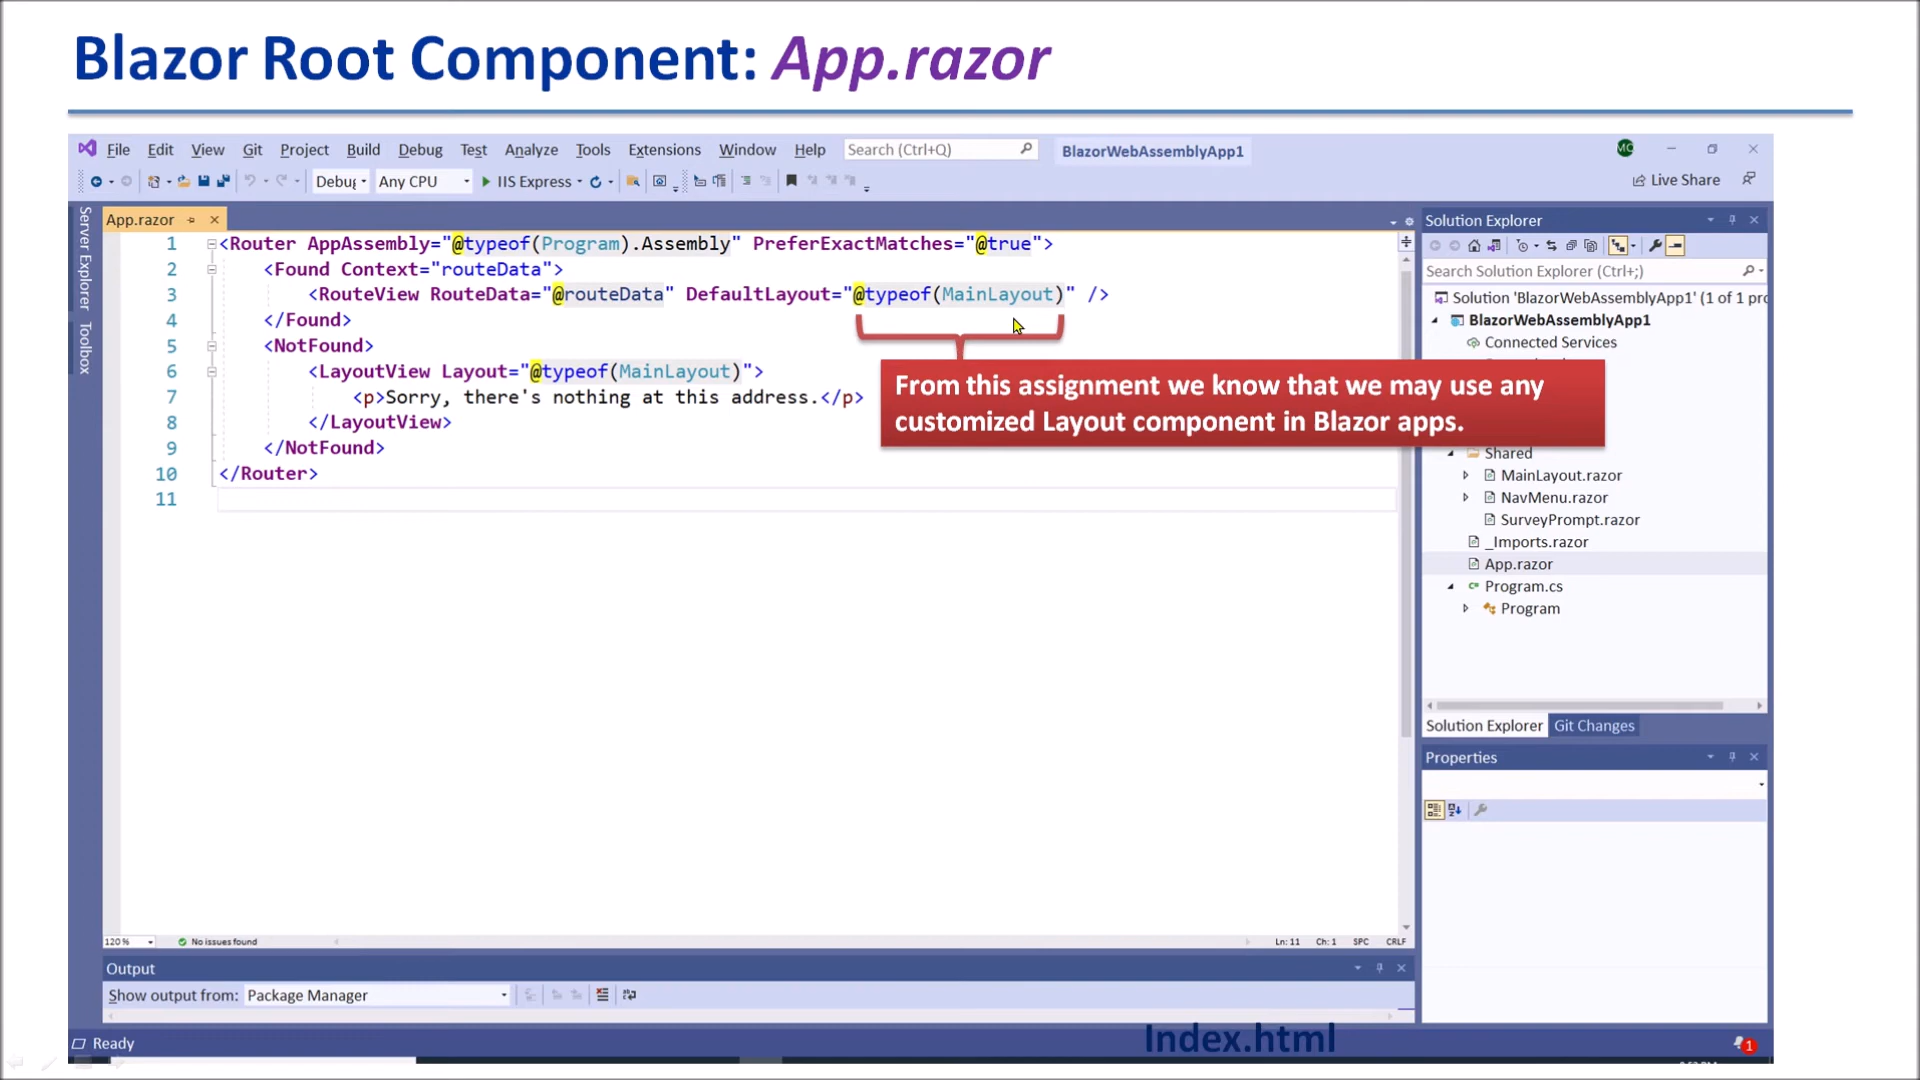 Blazor Root Component: App.razor
File Edit View Git Project Build Debug Test Analyze Tools Extensions Window Help Search (Ctrl+Q) BlazorWebAssemblyApp1 MC
Debug Any CPU IIS Express Live Share
Server Explorer
Toolbox
App.razor
1 <Router AppAssembly="@typeof(Program).Assembly" PreferExactMatches="@true">
2 <Found Context="routeData">
3 <RouteView RouteData="@routeData" DefaultLayout="@typeof(MainLayout)" />
4 </Found>
5 <NotFound>
6 <LayoutView Layout="@typeof(MainLayout)">
7 <p>Sorry, there's nothing at this address.</p>
8 </LayoutView>
9 </NotFound>
10 </Router>
11
From this assignment we know that we may use any
customized Layout component in Blazor apps.
Solution Explorer
Search Solution Explorer (Ctrl+;)
Solution 'BlazorWebAssemblyApp1' (1 of 1 pro
BlazorWebAssemblyApp1
Connected Services
Shared
MainLayout.razor
NavMenu.razor
SurveyPrompt.razor
_Imports.razor
App.razor
Program.cs
Program
Solution Explorer Git Changes
Properties
120 % No issues found Ln: 11 Ch: 1 SPC CRLF
Output
Show output from: Package Manager
Index.html
Ready 1